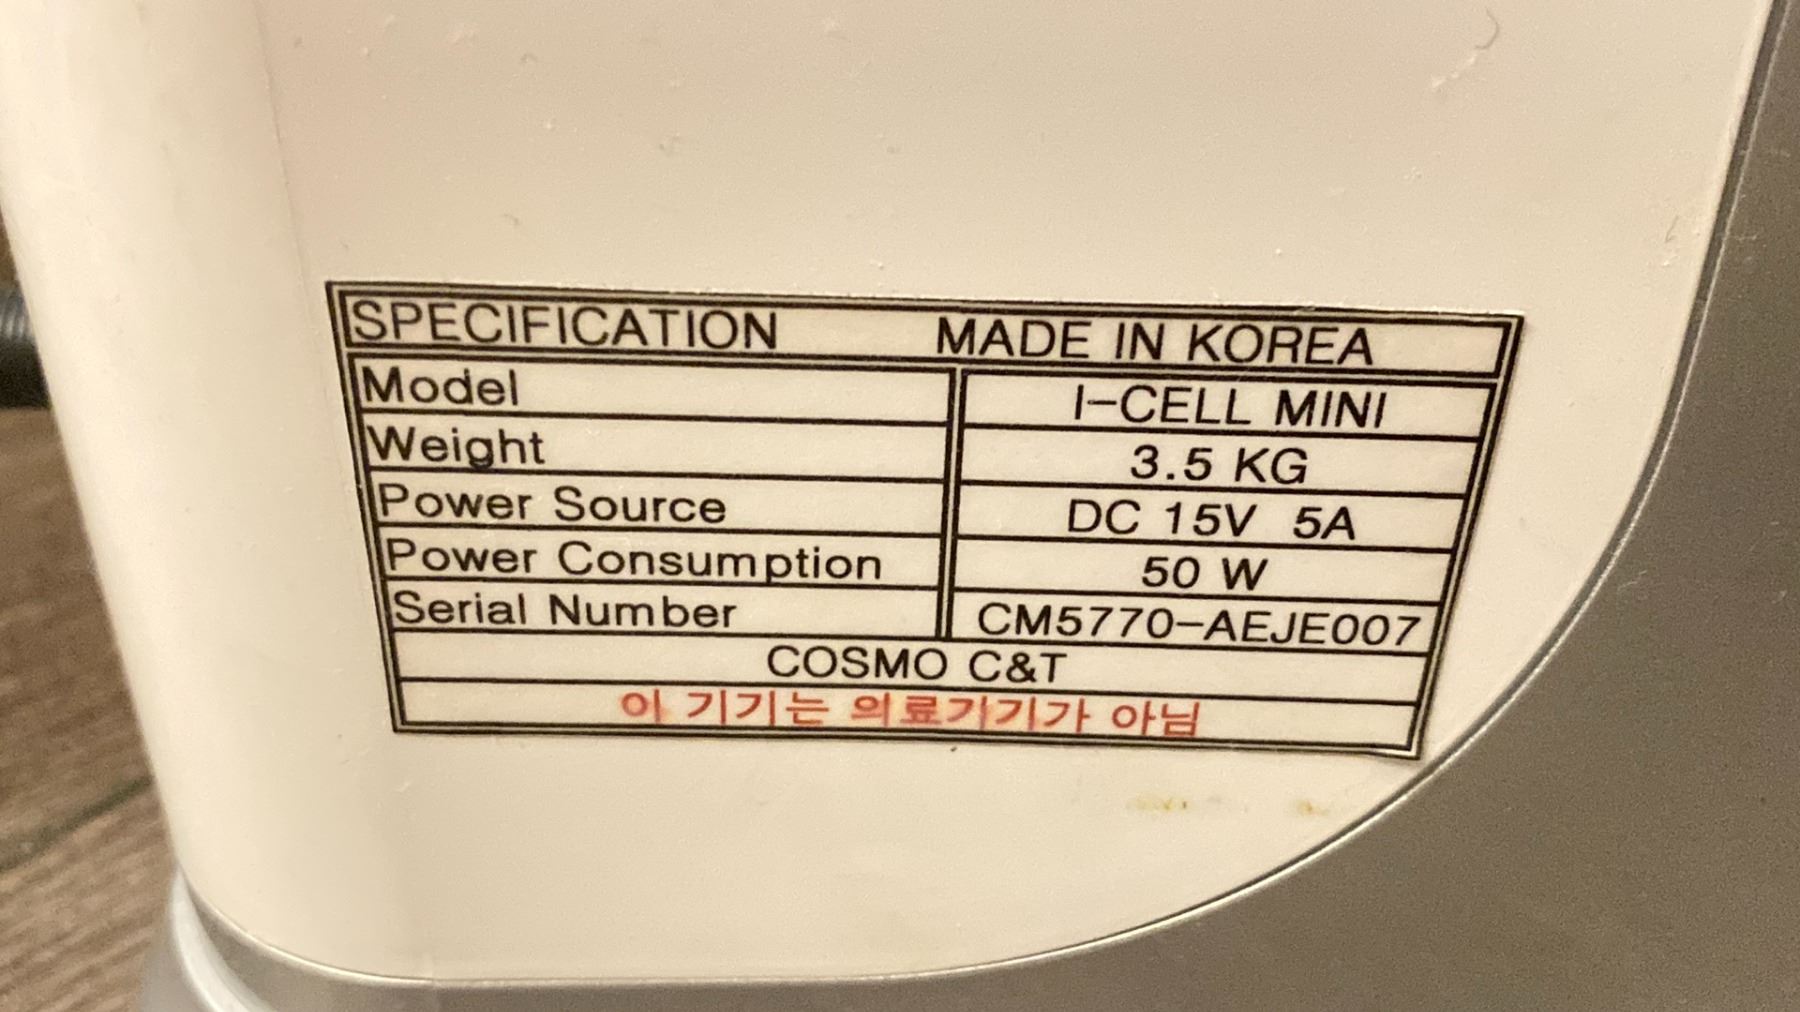 SPECIFICATION MADE IN KOREA
Model I-CELL MINI
Weight 3.5 KG
Power Source DC 15V 5A
Power Consumption 50 W
Serial Number CM5770-AEJE007
COSMO C&T
이 기기는 의료기기가 아님